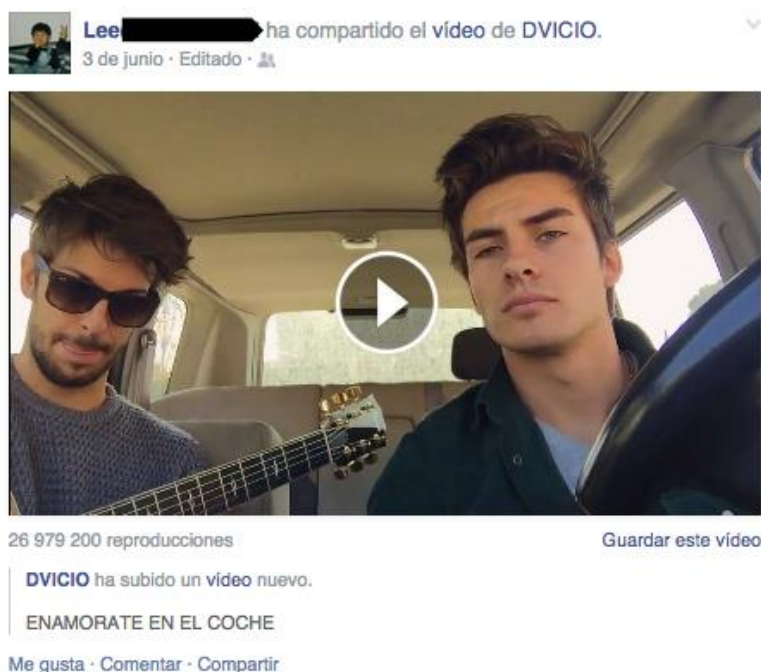 Lee ha compartido el vídeo de DVICIO.
3 de junio · Editado ·
26 979 200 reproducciones Guardar este vídeo
DVICIO ha subido un vídeo nuevo.
ENAMORATE EN EL COCHE
Me gusta · Comentar · Compartir